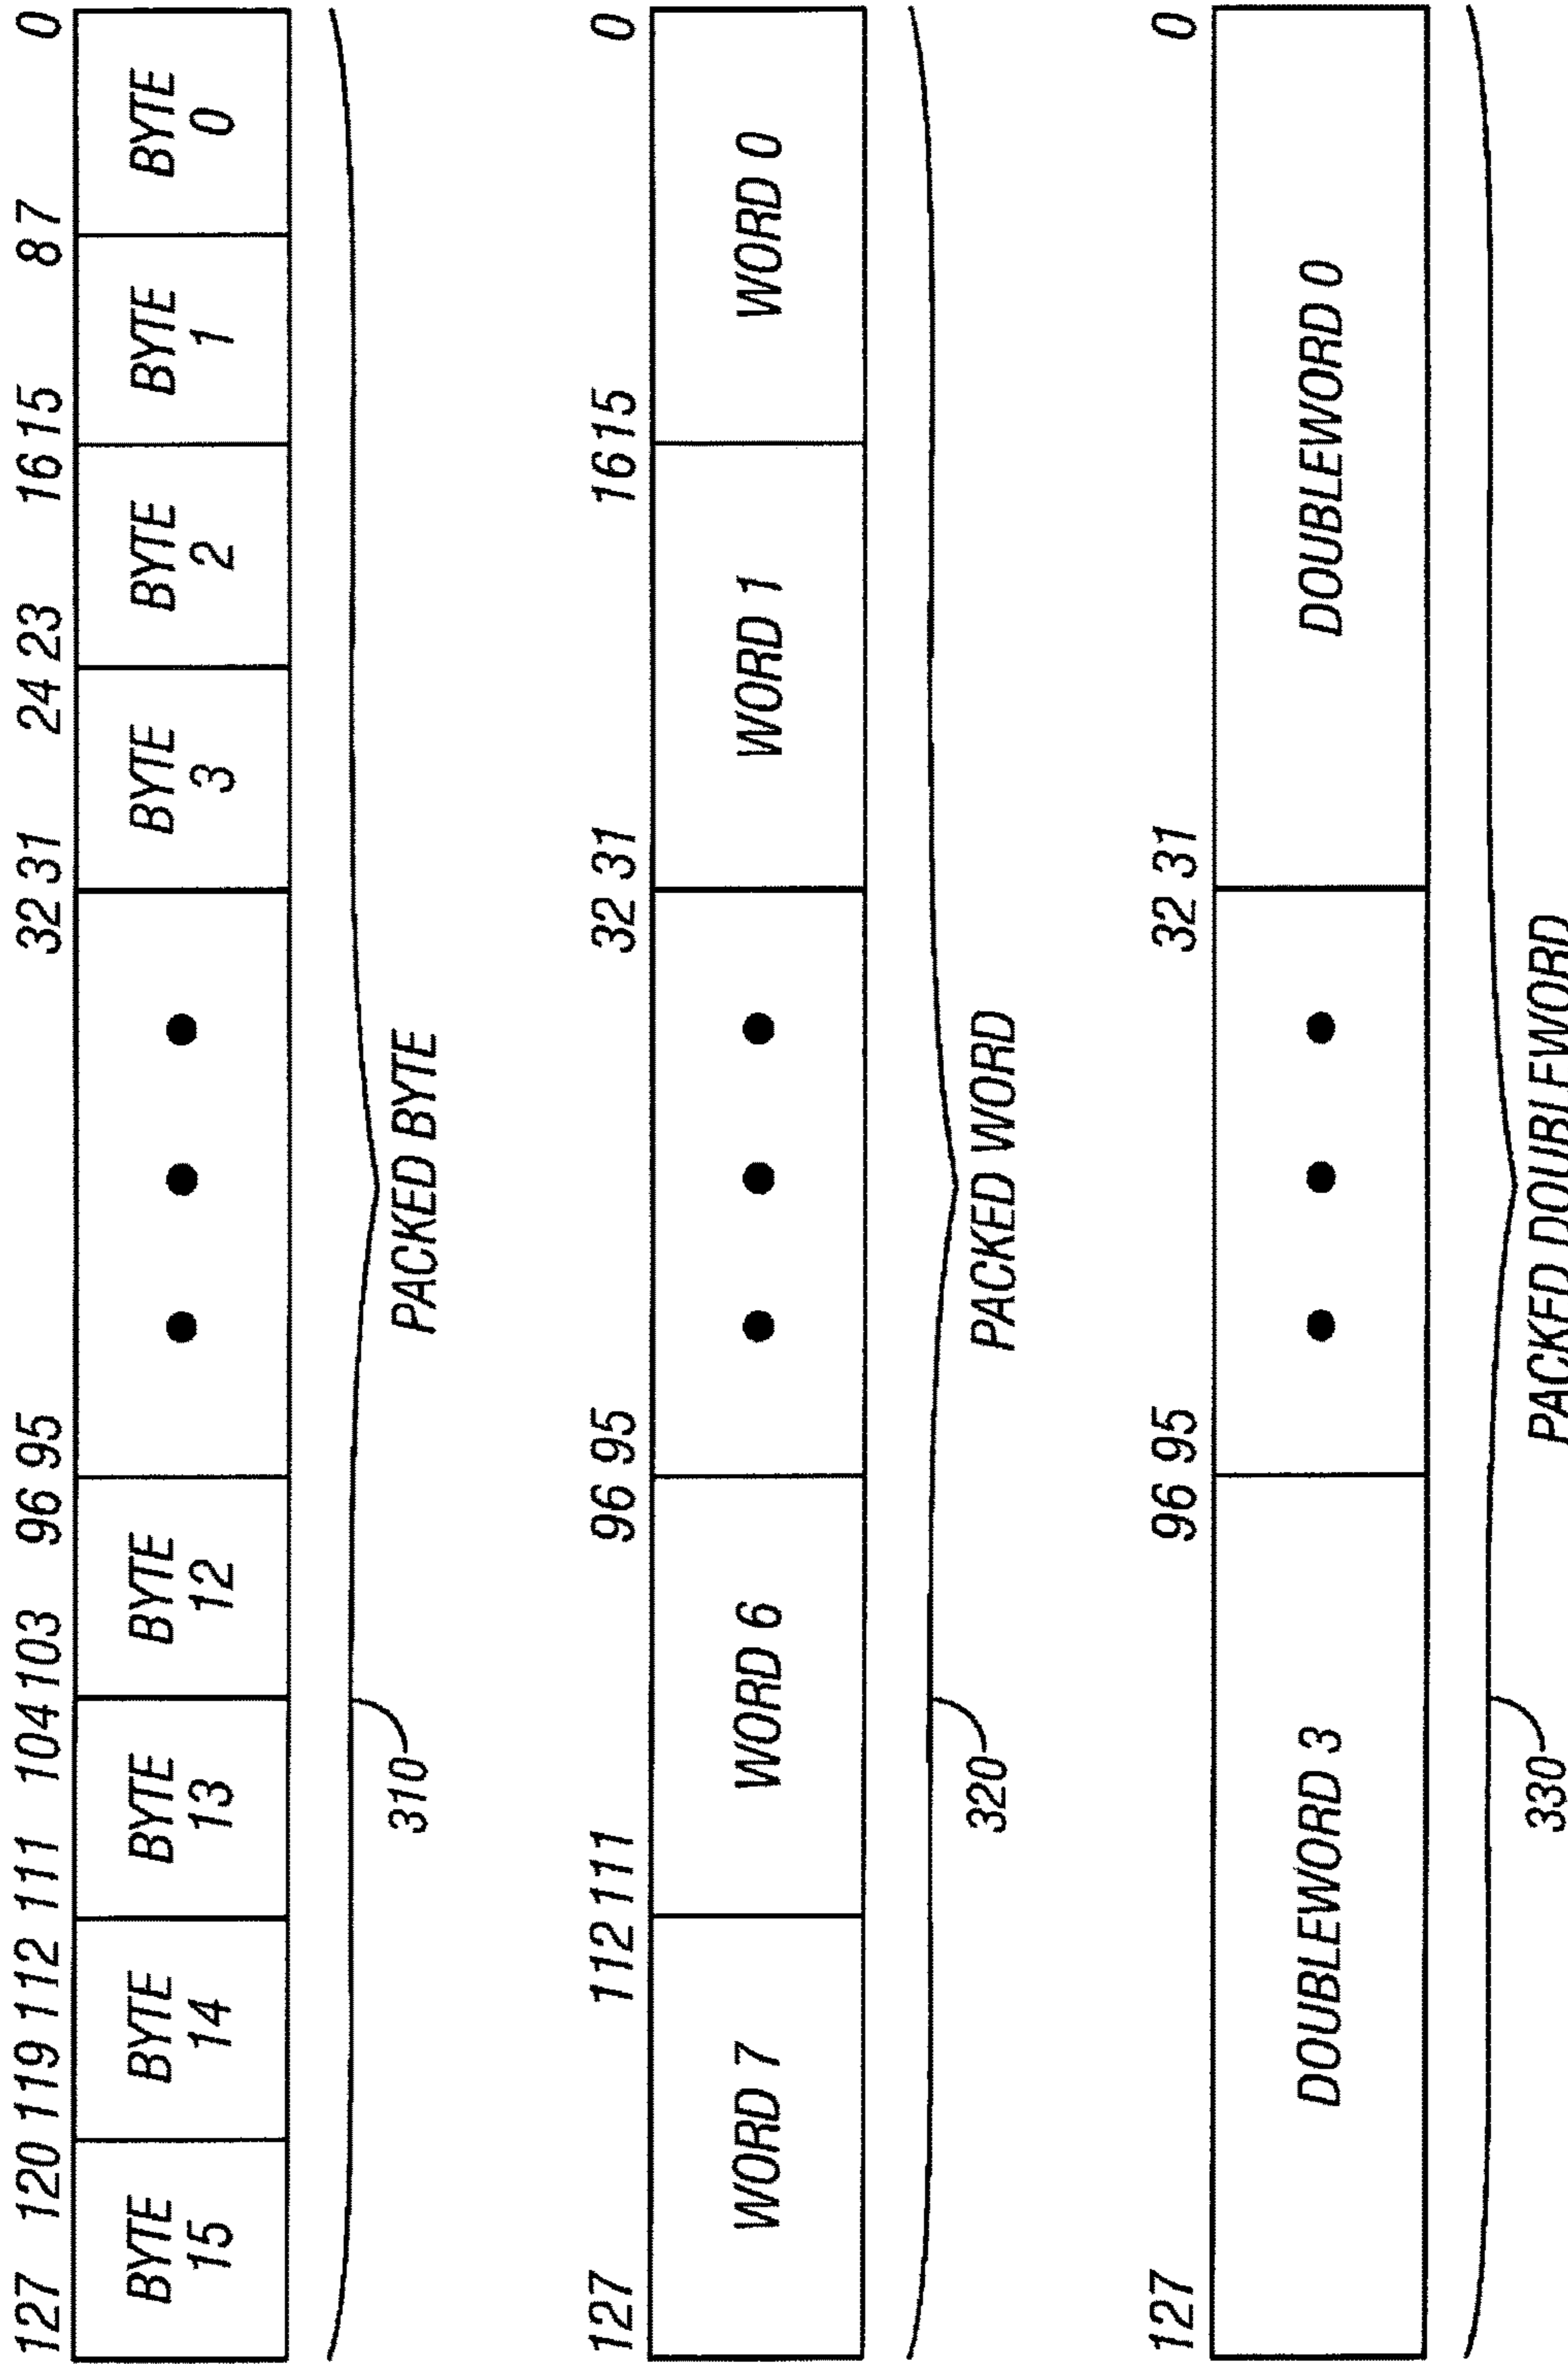 127 120 119 112 111 104 103 96 95 32 31 24 23 16 15 8 7 0
BYTE 15
BYTE 14
BYTE 13
BYTE 12
BYTE 3
BYTE 2
BYTE 1
BYTE 0
310
PACKED BYTE
127 112 111 96 95 32 31 16 15 0
WORD 7
WORD 6
WORD 1
WORD 0
320
PACKED WORD
127 96 95 32 31 0
DOUBLEWORD 3
DOUBLEWORD 0
330
PACKED DOUBLEWORD